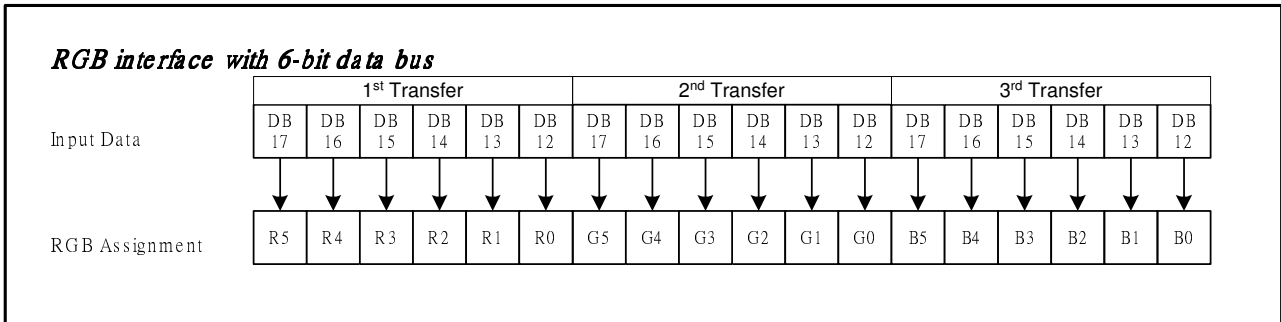 RGB interface with 6-bit data bus
1st Transfer 2nd Transfer 3rd Transfer
Input Data DB 17 DB 16 DB 15 DB 14 DB 13 DB 12 DB 17 DB 16 DB 15 DB 14 DB 13 DB 12 DB 17 DB 16 DB 15 DB 14 DB 13 DB 12
RGB Assignment R5 R4 R3 R2 R1 R0 G5 G4 G3 G2 G1 G0 B5 B4 B3 B2 B1 B0